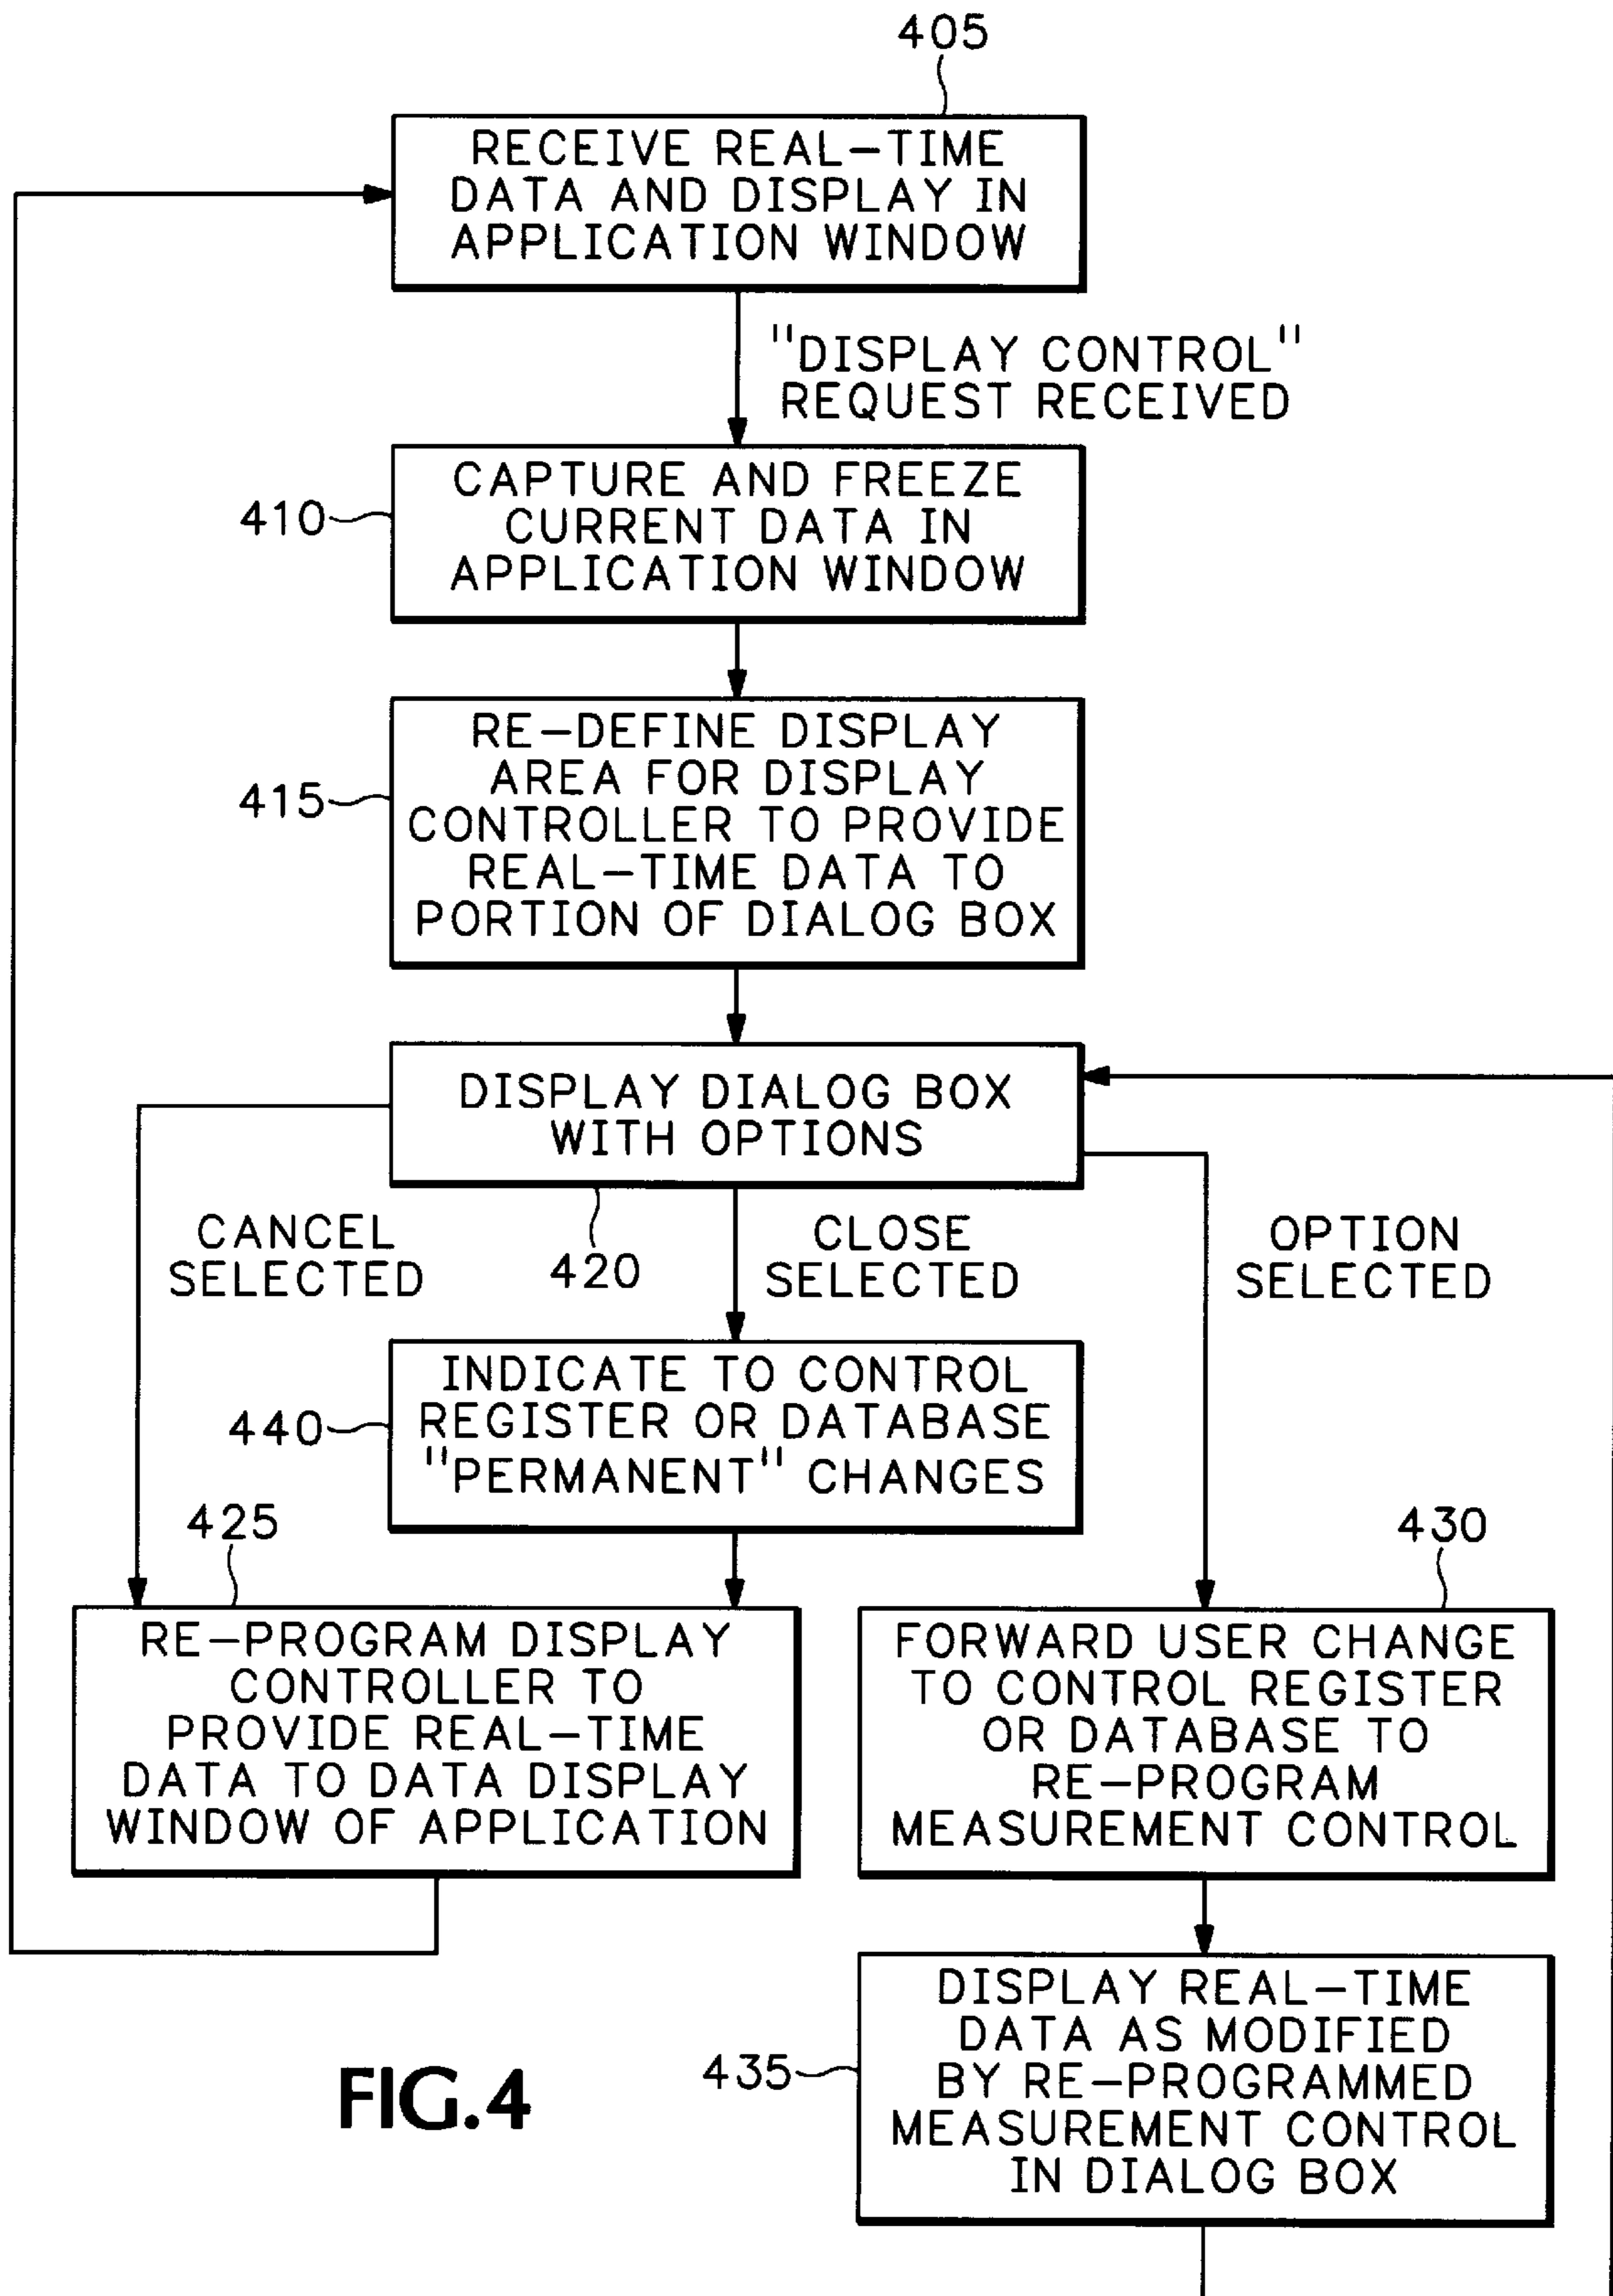 405
RECEIVE REAL-TIME
DATA AND DISPLAY IN
APPLICATION WINDOW
"DISPLAY CONTROL"
REQUEST RECEIVED
410
CAPTURE AND FREEZE
CURRENT DATA IN
APPLICATION WINDOW
415
RE-DEFINE DISPLAY
AREA FOR DISPLAY
CONTROLLER TO PROVIDE
REAL-TIME DATA TO
PORTION OF DIALOG BOX
DISPLAY DIALOG BOX
WITH OPTIONS
420
CANCEL
SELECTED
CLOSE
SELECTED
OPTION
SELECTED
440
INDICATE TO CONTROL
REGISTER OR DATABASE
"PERMANENT" CHANGES
425
RE-PROGRAM DISPLAY
CONTROLLER TO
PROVIDE REAL-TIME
DATA TO DATA DISPLAY
WINDOW OF APPLICATION
430
FORWARD USER CHANGE
TO CONTROL REGISTER
OR DATABASE TO
RE-PROGRAM
MEASUREMENT CONTROL
435
DISPLAY REAL-TIME
DATA AS MODIFIED
BY RE-PROGRAMMED
MEASUREMENT CONTROL
IN DIALOG BOX
FIG.4